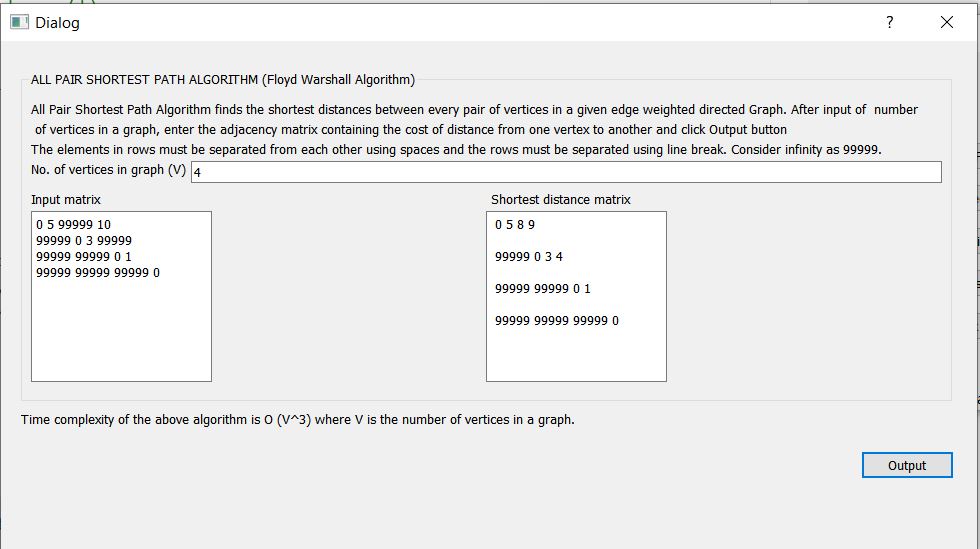 Dialog
?
ALL PAIR SHORTEST PATH ALGORITHM (Floyd Warshall Algorithm)
All Pair Shortest Path Algorithm finds the shortest distances between every pair of vertices in a given edge weighted directed Graph. After input of  number
of vertices in a graph, enter the adjacency matrix containing the cost of distance from one vertex to another and click Output button
The elements in rows must be separated from each other using spaces and the rows must be separated using line break. Consider infinity as 99999.
No. of vertices in graph (V) 4
Input matrix
0 5 99999 10
99999 0 3 99999
99999 99999 0 1
99999 99999 99999 0
Shortest distance matrix
0 5 8 9
99999 0 3 4
99999 99999 0 1
99999 99999 99999 0
Time complexity of the above algorithm is O (V^3) where V is the number of vertices in a graph.
Output